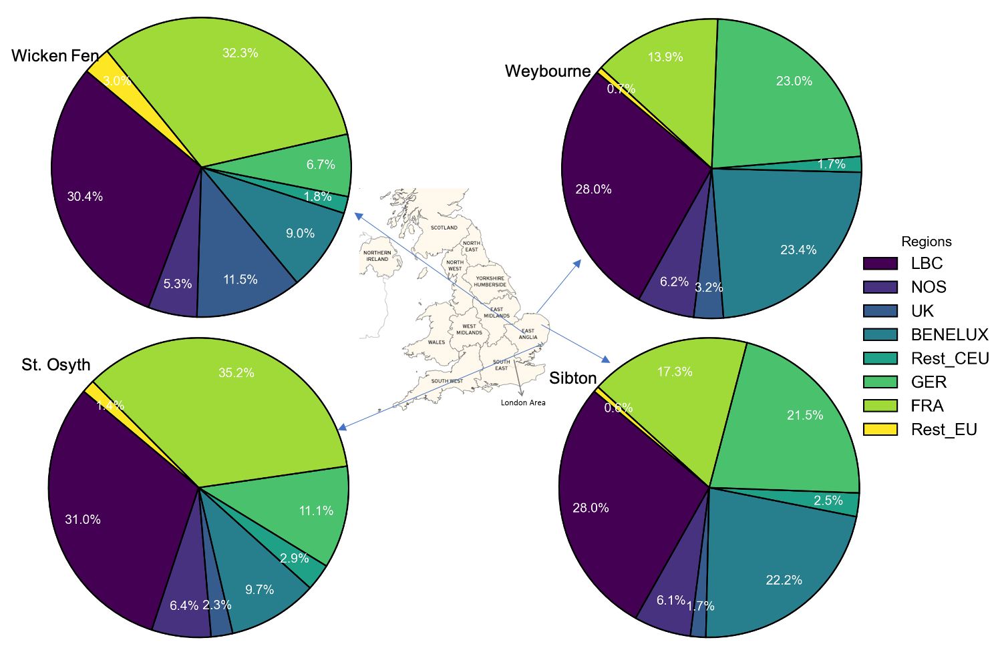 Wicken Fen
32.3%
3.0%
6.7%
1.8%
30.4%
9.0%
5.3%
11.5%
Weybourne
13.9%
23.0%
0.7%
1.7%
28.0%
23.4%
6.2%
3.2%
SCOTLAND
NORTHERN
IRELAND
NORTH
EAST
NORTH
WEST
YORKSHIRE
HUMBERSIDE
EAST
MIDLANDS
WEST
MIDLANDS
EAST
ANGLIA
WALES
SOUTH
EAST
SOUTH WEST
London Area
Regions
LBC
NOS
UK
BENELUX
Rest_CEU
GER
FRA
Rest_EU
St. Osyth
35.2%
1.4%
11.1%
31.0%
2.9%
9.7%
6.4%
2.3%
Sibton
17.3%
0.6%
21.5%
2.5%
28.0%
22.2%
6.1%
1.7%